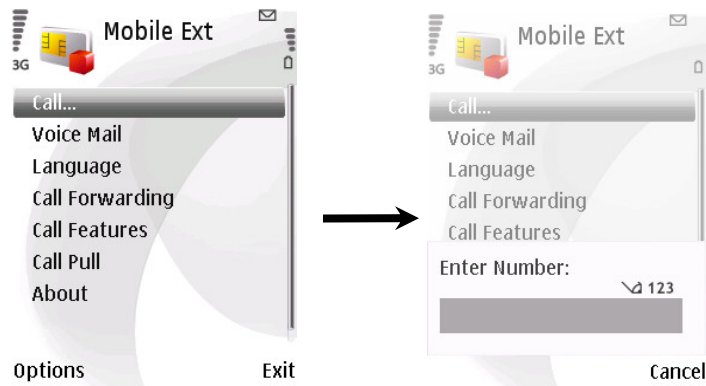 Mobile Ext
3G
Call...
Voice Mail
Language
Call Forwarding
Call Features
Call Pull
About
Options Exit
Mobile Ext
3G
Call...
Voice Mail
Language
Call Forwarding
Call Features
Enter Number:
123
Cancel